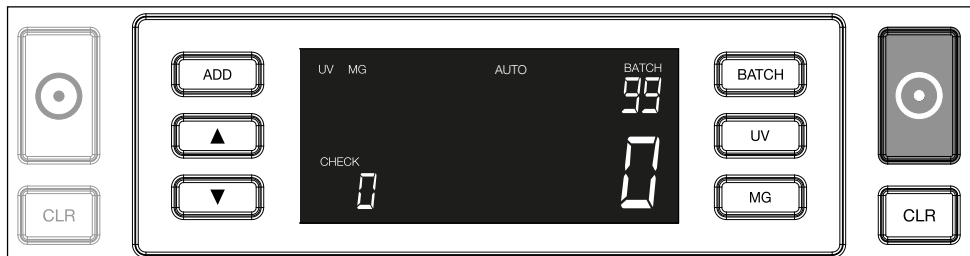 ADD
UV MG AUTO BATCH
99
BATCH
UV
CHECK
0
0
MG
CLR
CLR